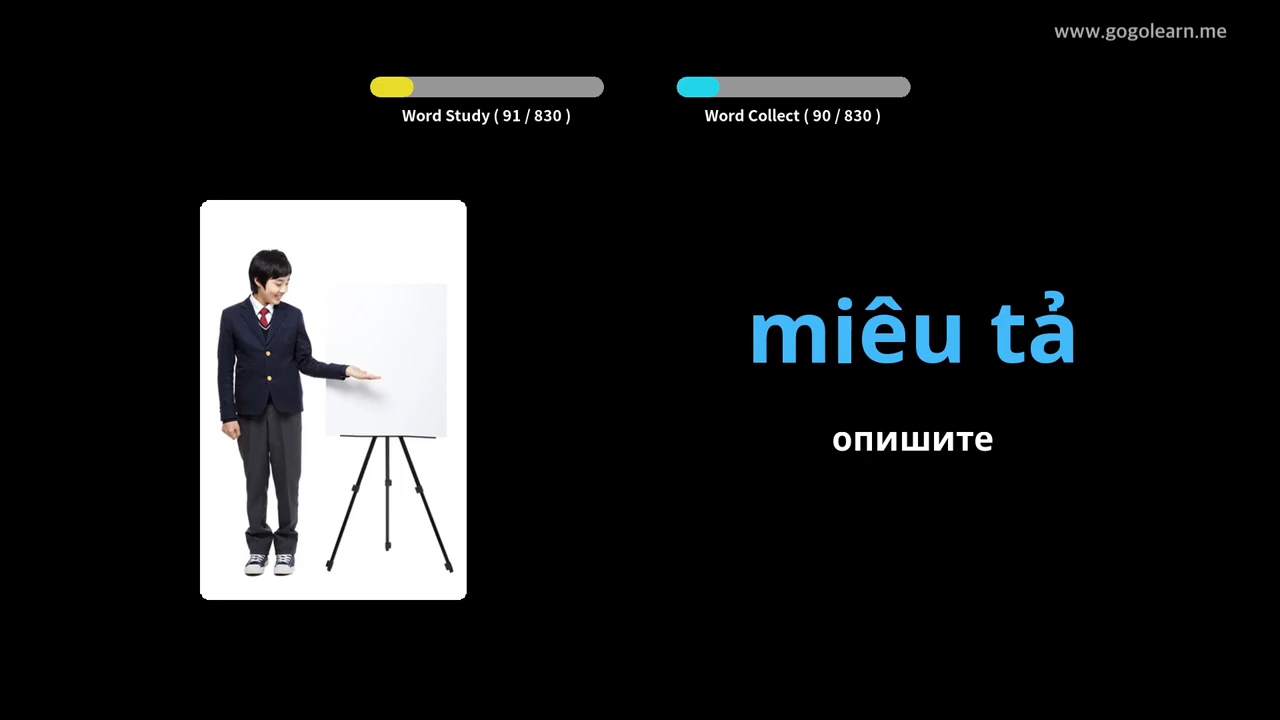 www.gogolearn.me
Word Study ( 91 / 830 )
Word Collect ( 90 / 830 )
miêu tả
опишите